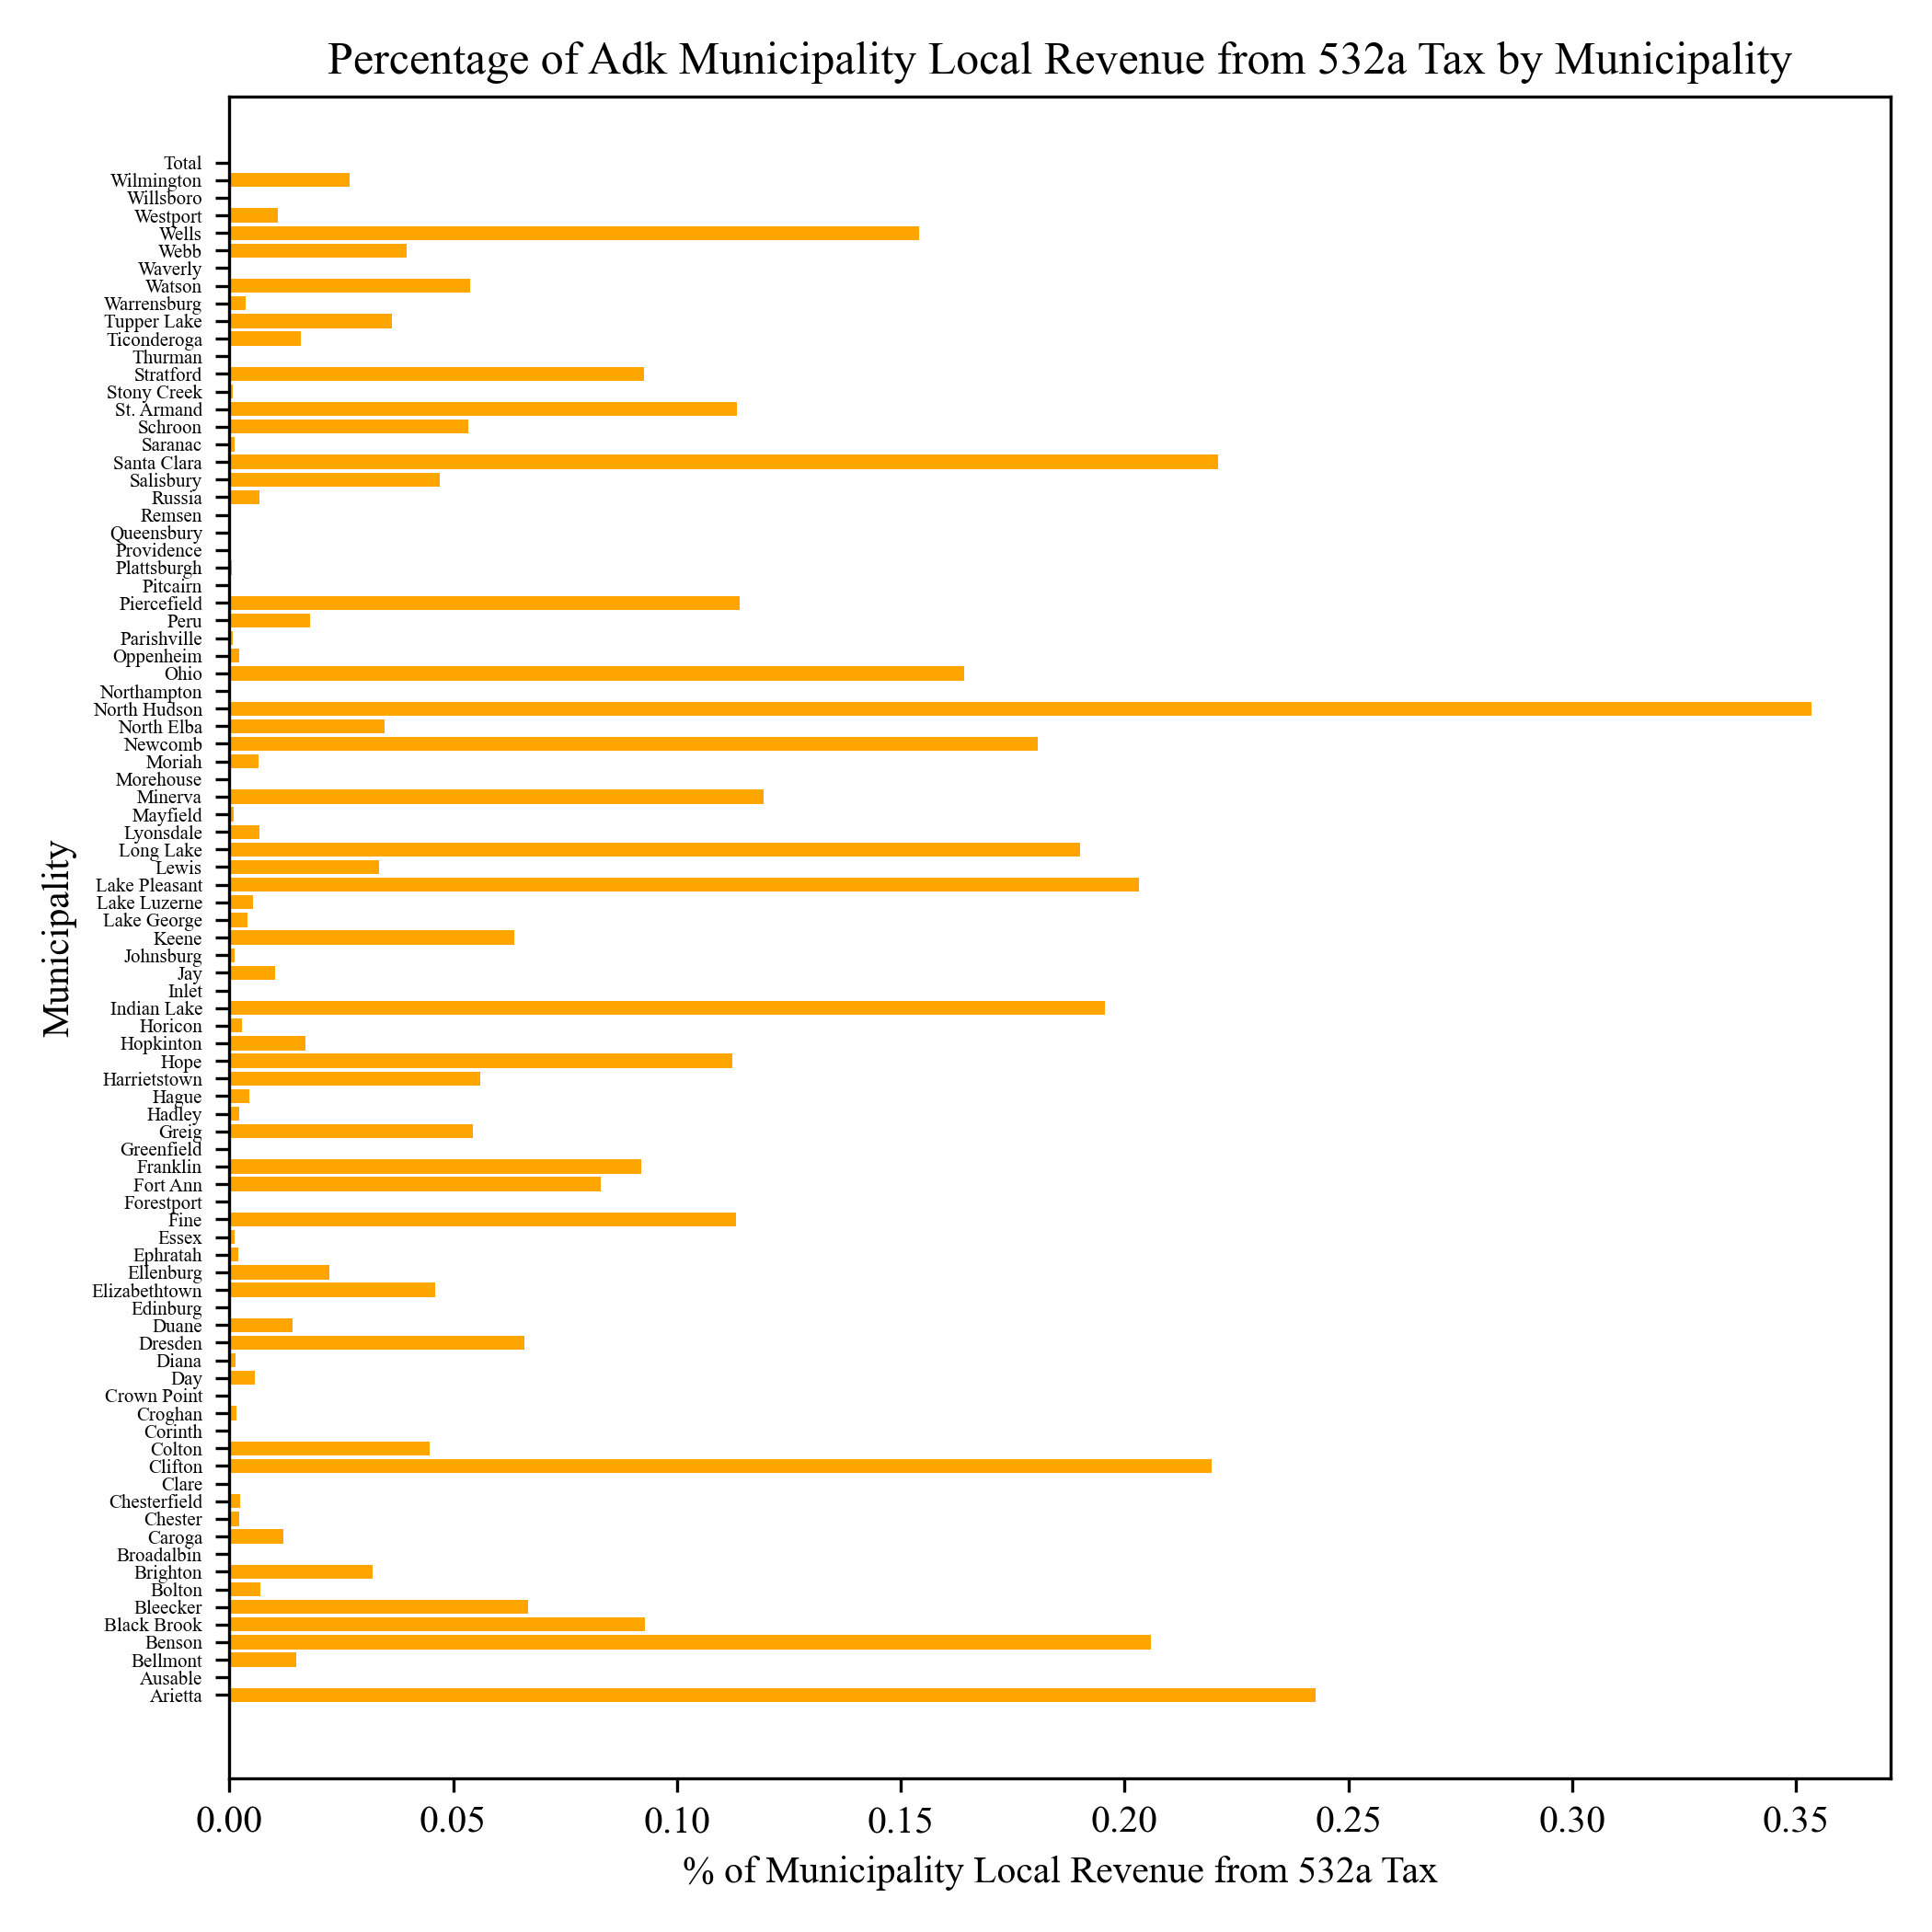 Percentage of Adk Municipality Local Revenue from 532a Tax by Municipality
Total
Wilmington
Willsboro
Westport
Wells
Webb
Waverly
Watson
Warrensburg
Tupper Lake
Ticonderoga
Thurman
Stratford
Stony Creek
St. Armand
Schroon
Saranac
Santa Clara
Salisbury
Russia
Remsen
Queensbury
Providence
Plattsburgh
Pitcairn
Piercefield
Peru
Parishville
Oppenheim
Ohio
Northampton
North Hudson
North Elba
Newcomb
Moriah
Morehouse
Minerva
Mayfield
Lyonsdale
Long Lake
Lewis
Lake Pleasant
Lake Luzerne
Lake George
Keene
Johnsburg
Jay
Inlet
Indian Lake
Horicon
Hopkinton
Hope
Harrietstown
Hague
Hadley
Greig
Greenfield
Franklin
Fort Ann
Forestport
Fine
Essex
Ephratah
Ellenburg
Elizabethtown
Edinburg
Duane
Dresden
Diana
Day
Crown Point
Croghan
Corinth
Colton
Clifton
Clare
Chesterfield
Chester
Caroga
Broadalbin
Brighton
Bolton
Bleecker
Black Brook
Benson
Bellmont
Ausable
Arietta
Municipality
0.00 0.05 0.10 0.15 0.20 0.25 0.30 0.35
% of Municipality Local Revenue from 532a Tax